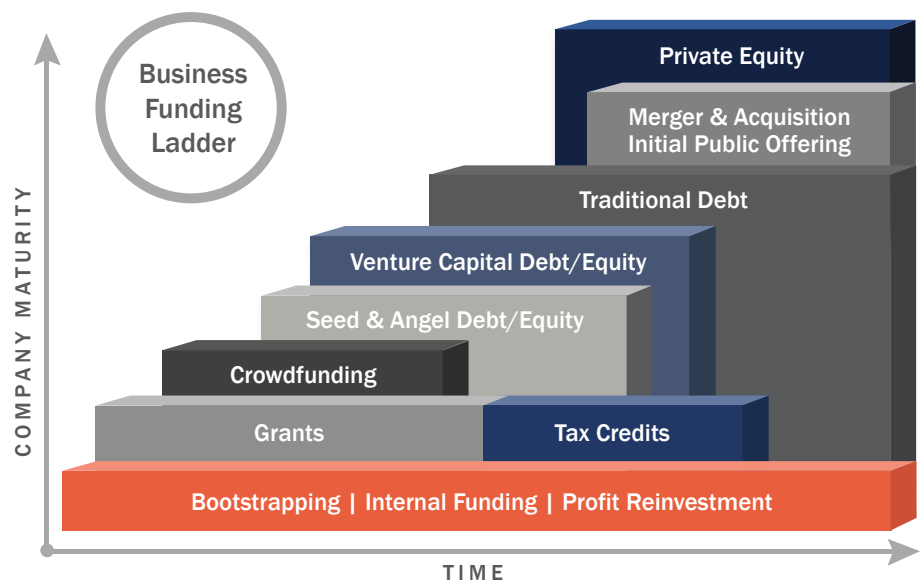 Business
Funding
Ladder
Private Equity
Merger & Acquisition
Initial Public Offering
Traditional Debt
Venture Capital Debt/Equity
Seed & Angel Debt/Equity
Crowdfunding
Grants
Tax Credits
Bootstrapping | Internal Funding | Profit Reinvestment
COMPANY MATURITY
TIME